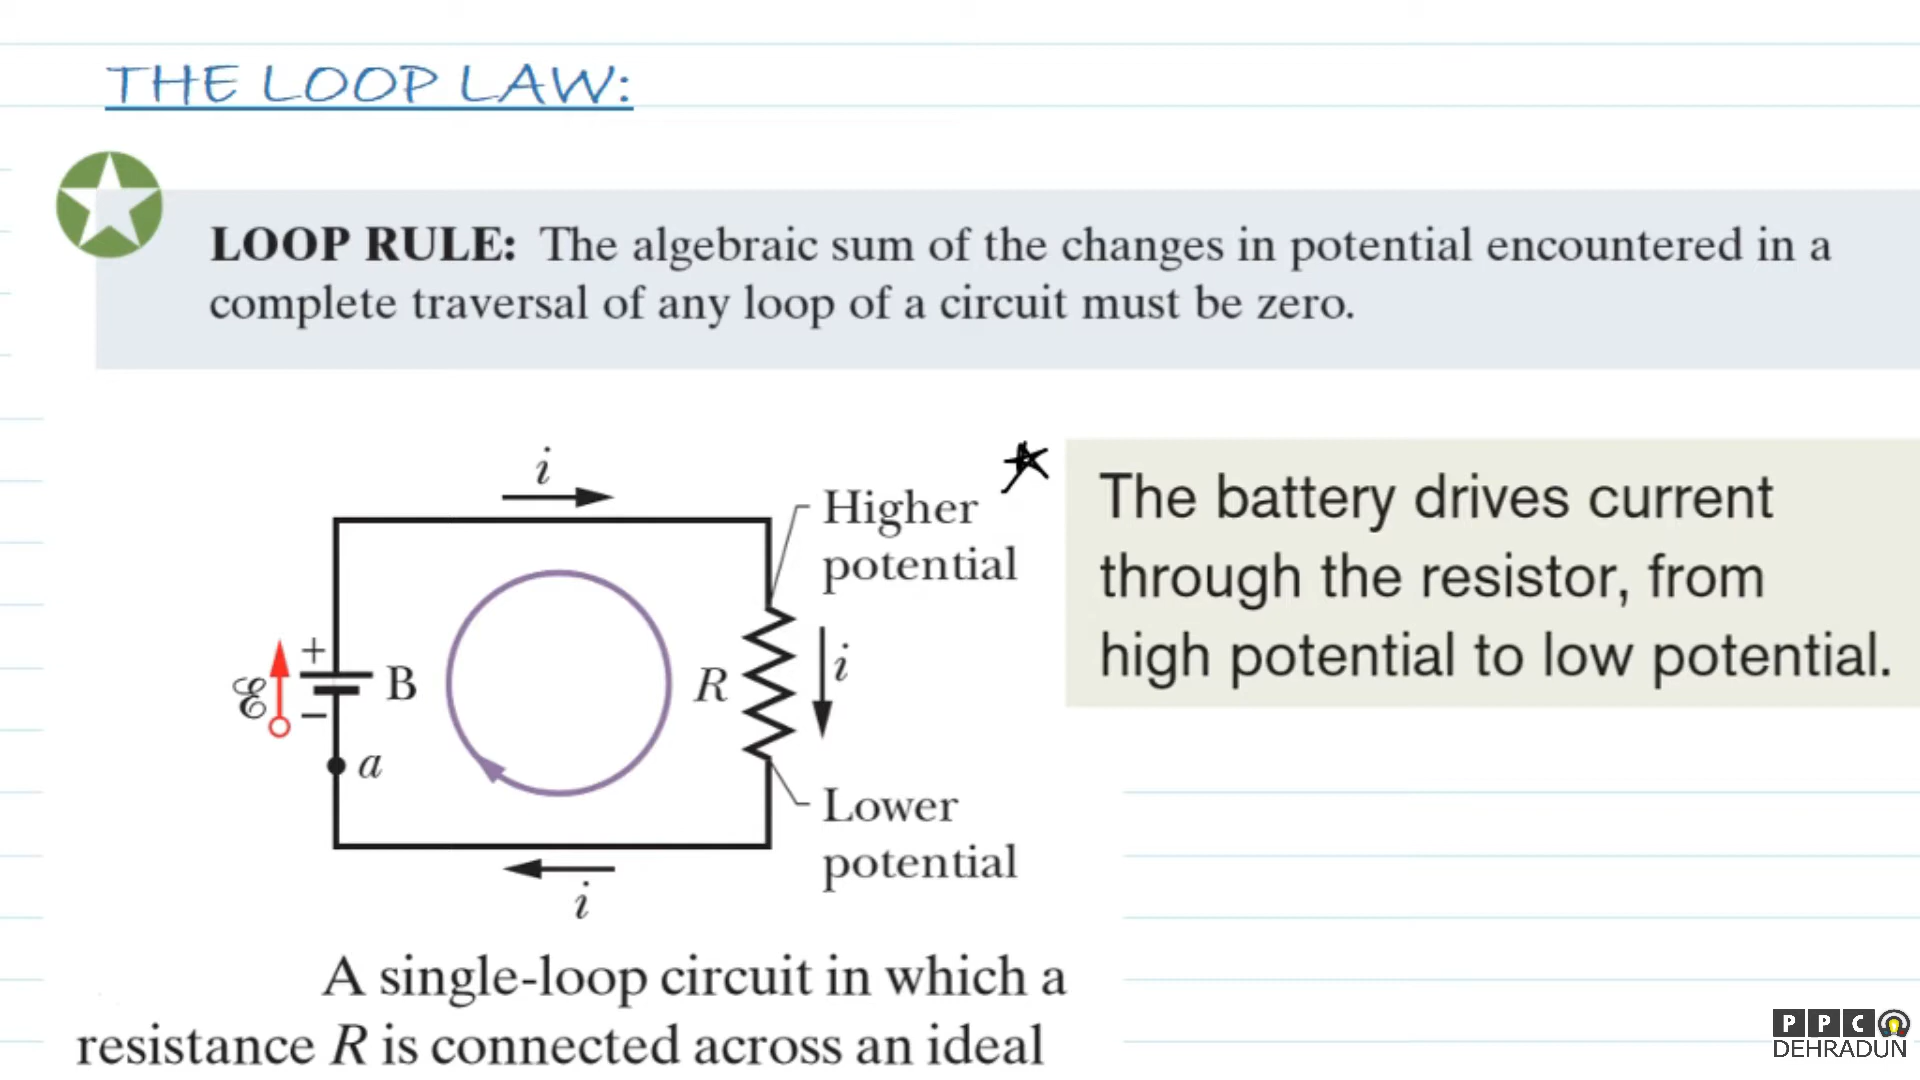 THE LOOP LAW:
LOOP RULE: The algebraic sum of the changes in potential encountered in a
complete traversal of any loop of a circuit must be zero.
i
Higher
potential
The battery drives current
through the resistor, from
high potential to low potential.
+
ℰ
B
R
i
−
a
Lower
potential
i
A single-loop circuit in which a
resistance R is connected across an ideal
PPC
DEHRADUN